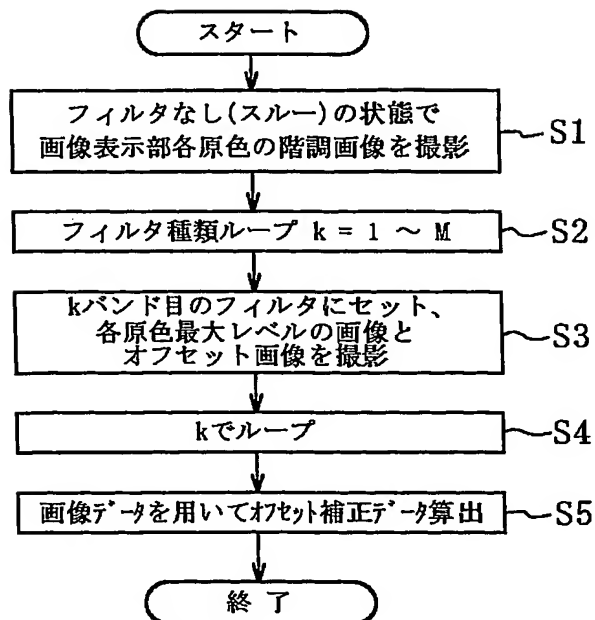 スタート
フィルタなし(スルー)の状態で
画像表示部各原色の階調画像を撮影
S1
フィルタ種類ループ k = 1 ～ M
S2
kバンド目のフィルタにセット、
各原色最大レベルの画像と
オフセット画像を撮影
S3
kでループ
S4
画像データを用いてオフセット補正データ算出
S5
終 了